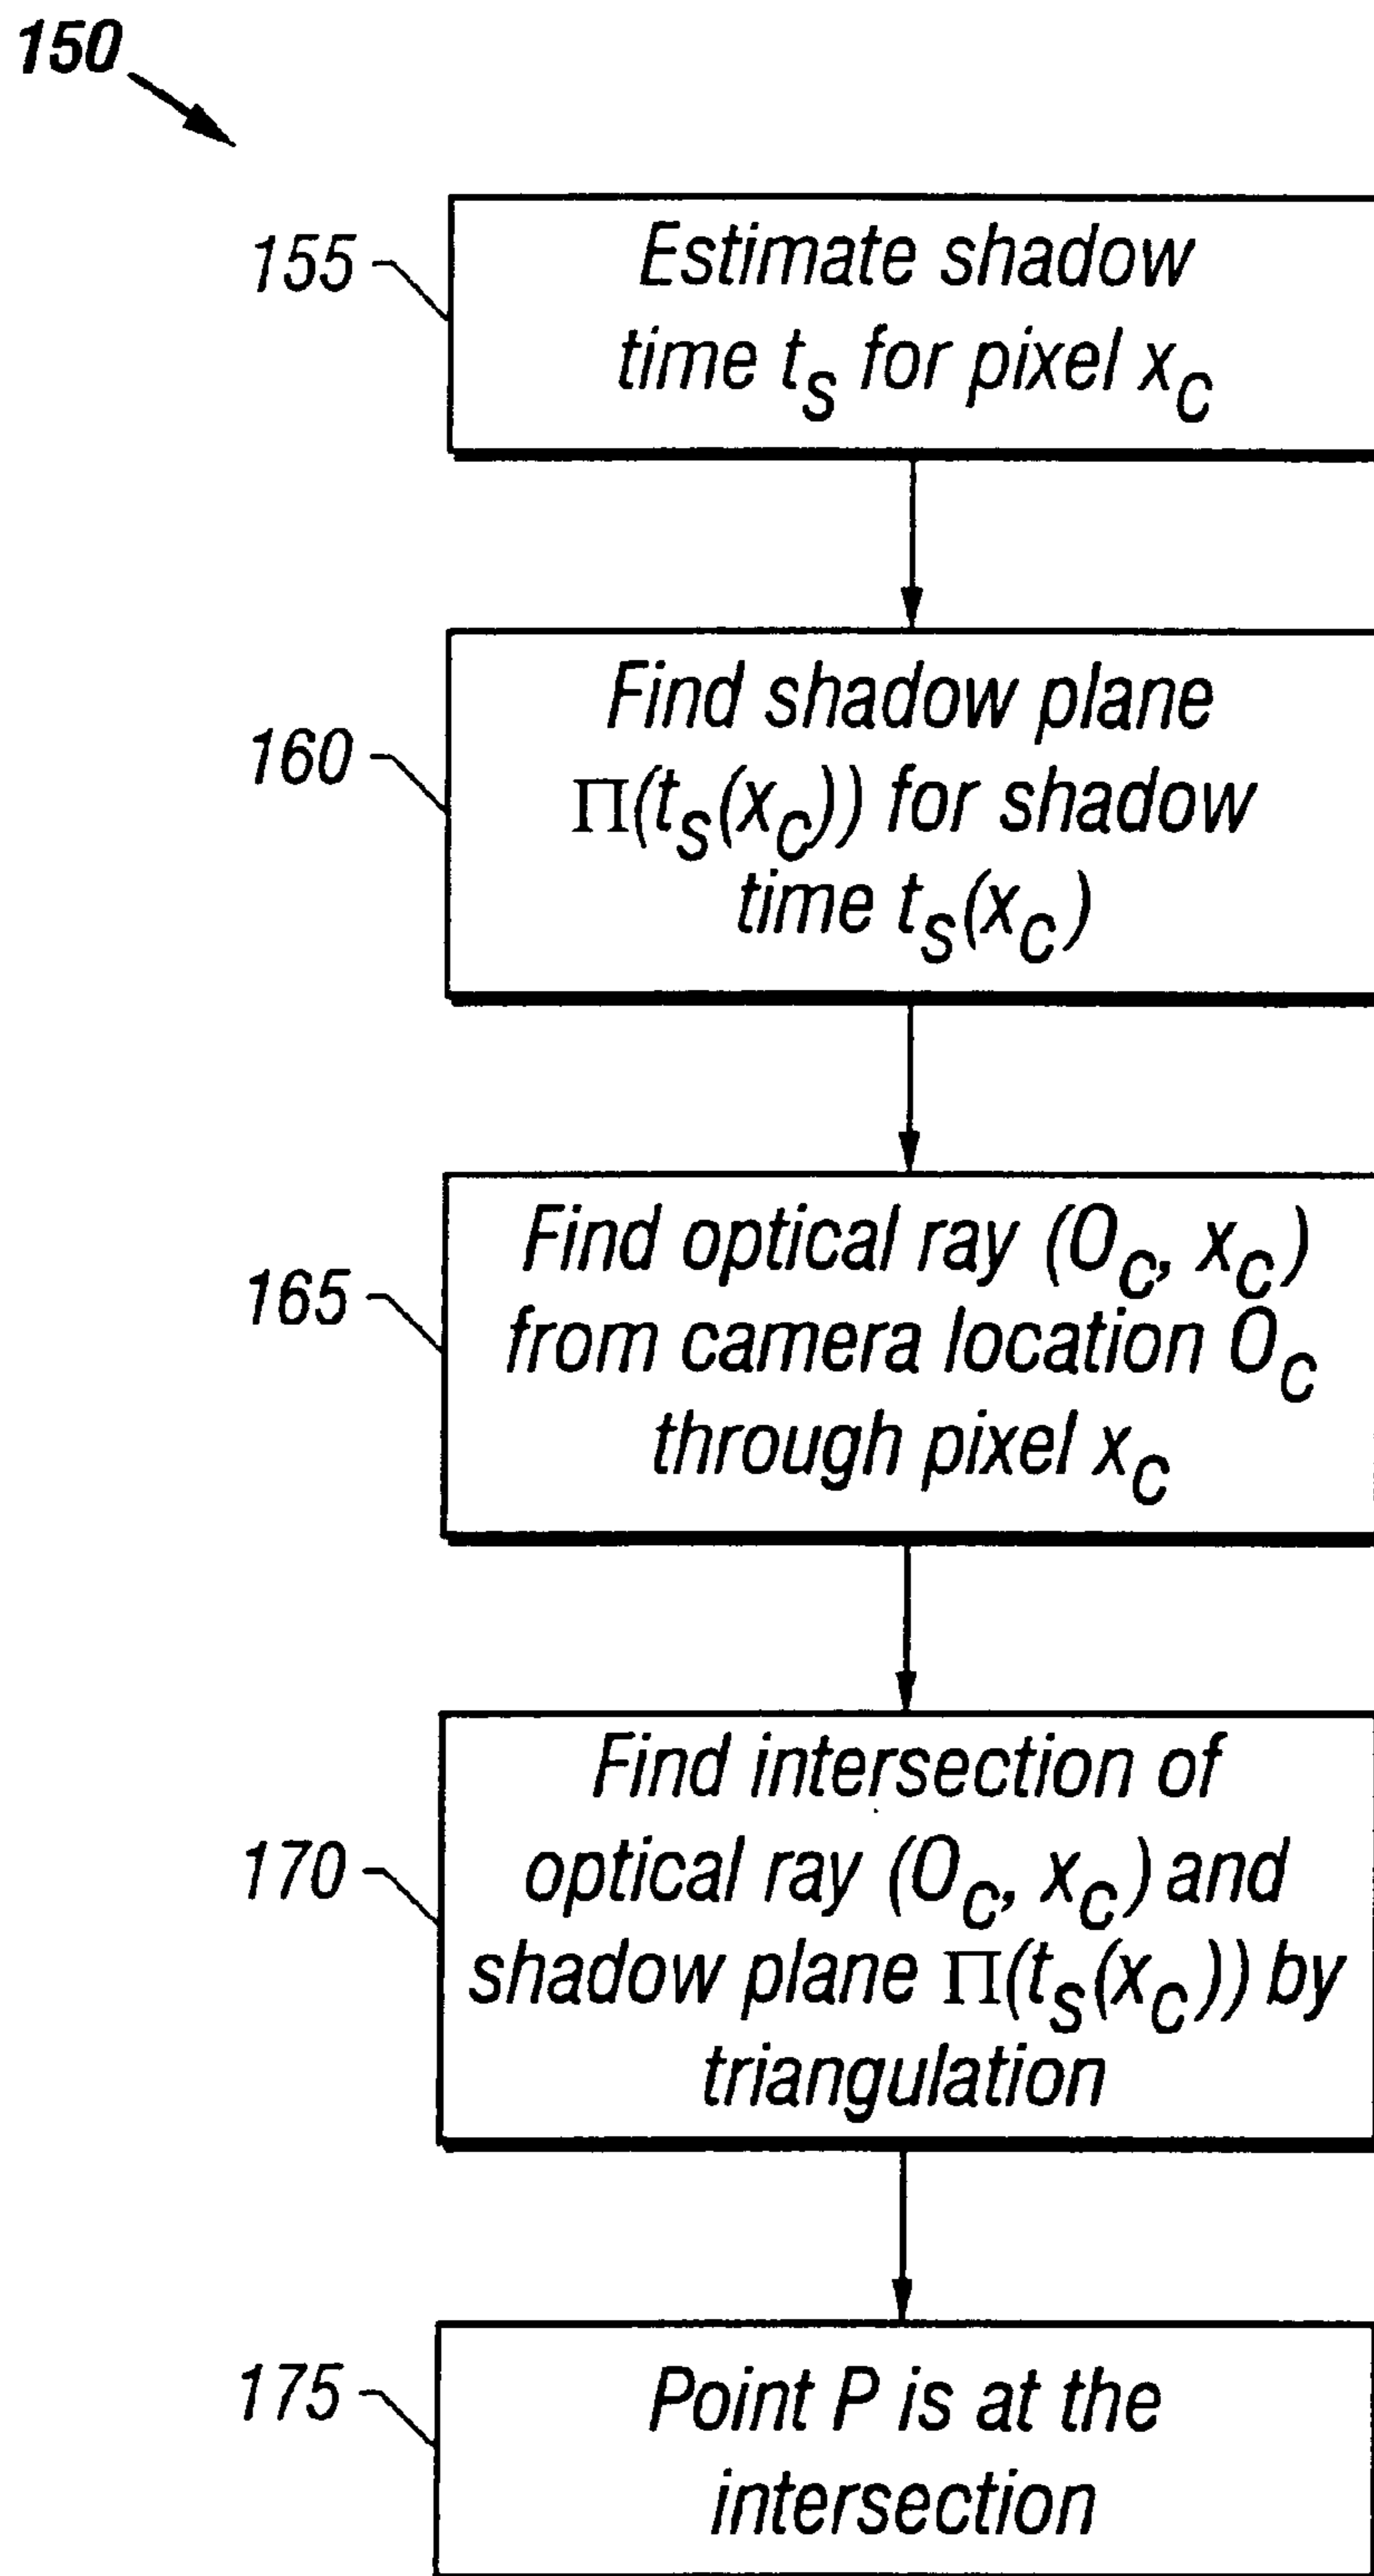 150
155
Estimate shadow
time t_S for pixel x_C
160
Find shadow plane
Π(t_S(x_C)) for shadow
time t_S(x_C)
165
Find optical ray (O_C, x_C)
from camera location O_C
through pixel x_C
170
Find intersection of
optical ray (O_C, x_C) and
shadow plane Π(t_S(x_C)) by
triangulation
175
Point P is at the
intersection